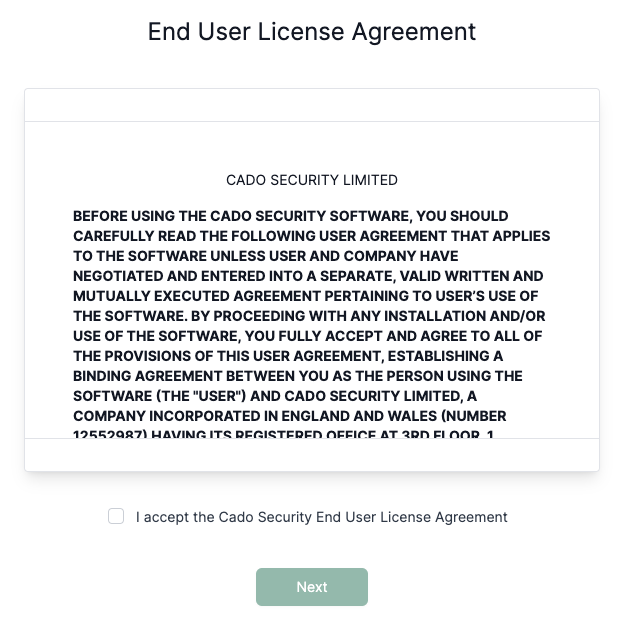 End User License Agreement
CADO SECURITY LIMITED
BEFORE USING THE CADO SECURITY SOFTWARE, YOU SHOULD
CAREFULLY READ THE FOLLOWING USER AGREEMENT THAT APPLIES
TO THE SOFTWARE UNLESS USER AND COMPANY HAVE
NEGOTIATED AND ENTERED INTO A SEPARATE, VALID WRITTEN AND
MUTUALLY EXECUTED AGREEMENT PERTAINING TO USER’S USE OF
THE SOFTWARE. BY PROCEEDING WITH ANY INSTALLATION AND/OR
USE OF THE SOFTWARE, YOU FULLY ACCEPT AND AGREE TO ALL OF
THE PROVISIONS OF THIS USER AGREEMENT, ESTABLISHING A
BINDING AGREEMENT BETWEEN YOU AS THE PERSON USING THE
SOFTWARE (THE "USER") AND CADO SECURITY LIMITED, A
COMPANY INCORPORATED IN ENGLAND AND WALES (NUMBER
12552987) HAVING ITS REGISTERED OFFICE AT 3RD FLOOR, 1
I accept the Cado Security End User License Agreement
Next